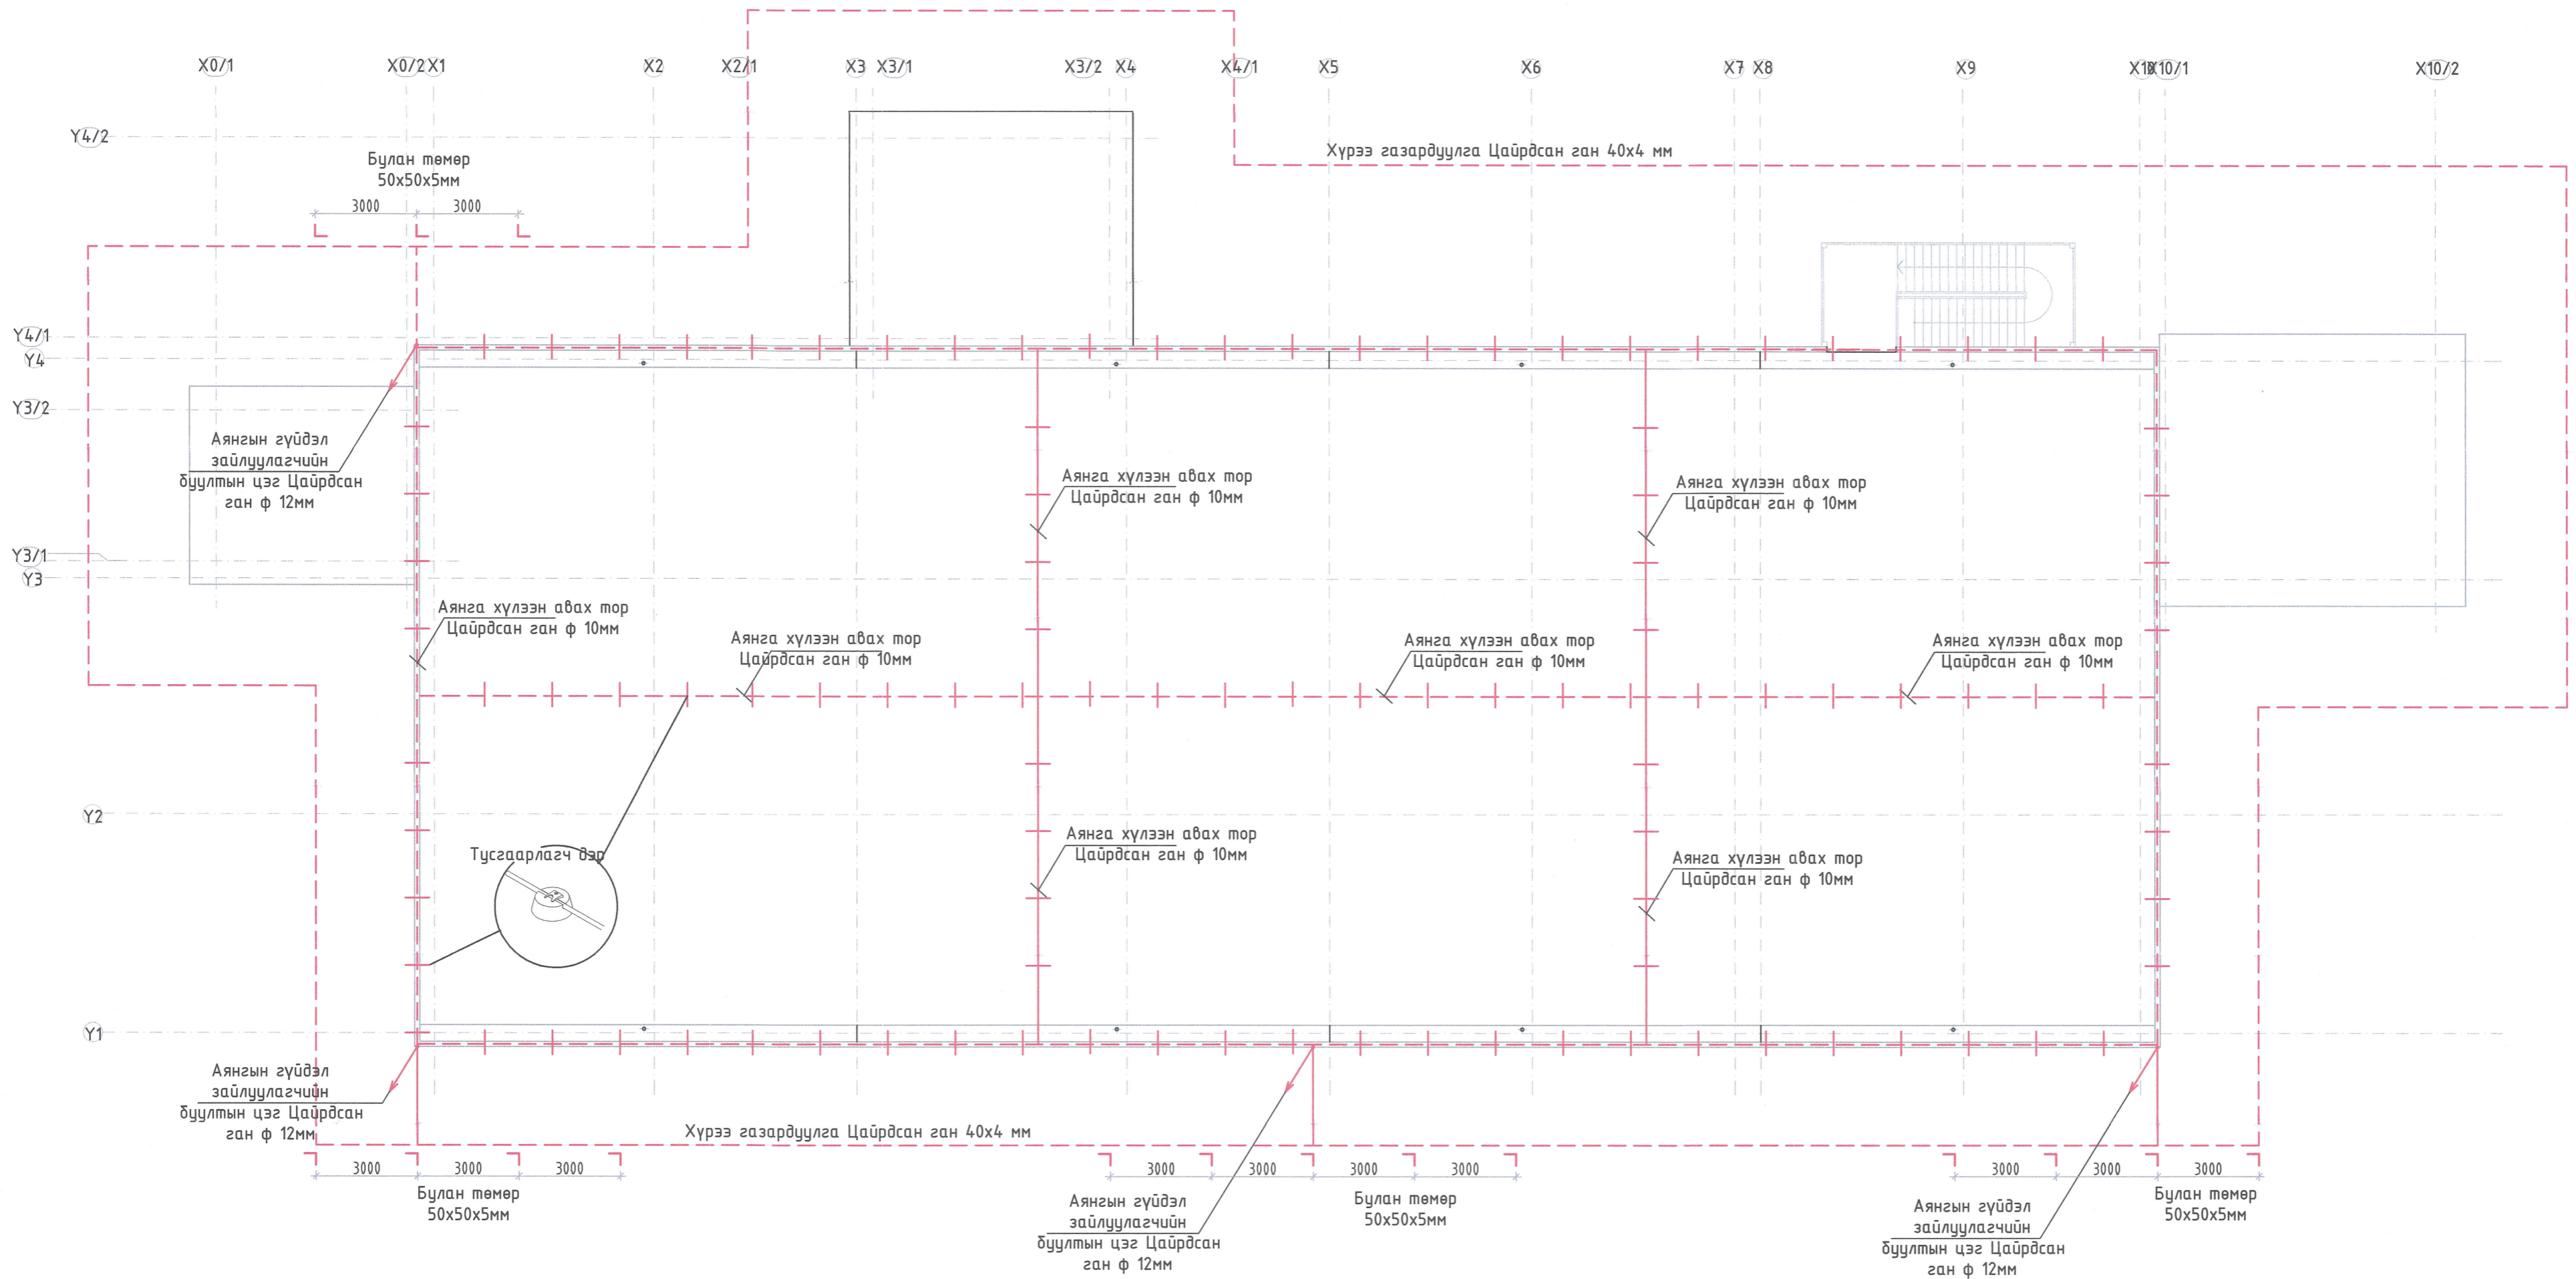 X0/1 X0/2 X1 X2 X2/1 X3 X3/1 X3/2 X4 X4/1 X5 X6 X7 X8 X9 X10 X10/1 X10/2
Y4/2
Булан төмөр
50x50x5мм
3000 3000
Хүрээ газардуулга Цайрдсан ган 40x4 мм
Y4/1
Y4
Y3/2
Аянгын гүйдэл
зайлуулагчийн
буултын цэг Цайрдсан
ган ф 12мм
Аянга хүлээн авах тор
Цайрдсан ган ф 10мм
Аянга хүлээн авах тор
Цайрдсан ган ф 10мм
Y3/1
Y3
Аянга хүлээн авах тор
Цайрдсан ган ф 10мм
Аянга хүлээн авах тор
Цайрдсан ган ф 10мм
Аянга хүлээн авах тор
Цайрдсан ган ф 10мм
Аянга хүлээн авах тор
Цайрдсан ган ф 10мм
Y2
Тусгаарлагч дэр
Аянга хүлээн авах тор
Цайрдсан ган ф 10мм
Аянга хүлээн авах тор
Цайрдсан ган ф 10мм
Y1
Аянгын гүйдэл
зайлуулагчийн
буултын цэг Цайрдсан
ган ф 12мм
Хүрээ газардуулга Цайрдсан ган 40x4 мм
3000 3000 3000
Булан төмөр
50x50x5мм
3000 3000 3000 3000
Аянгын гүйдэл
зайлуулагчийн
буултын цэг Цайрдсан
ган ф 12мм
Булан төмөр
50x50x5мм
3000 3000 3000
Аянгын гүйдэл
зайлуулагчийн
буултын цэг Цайрдсан
ган ф 12мм
Булан төмөр
50x50x5мм